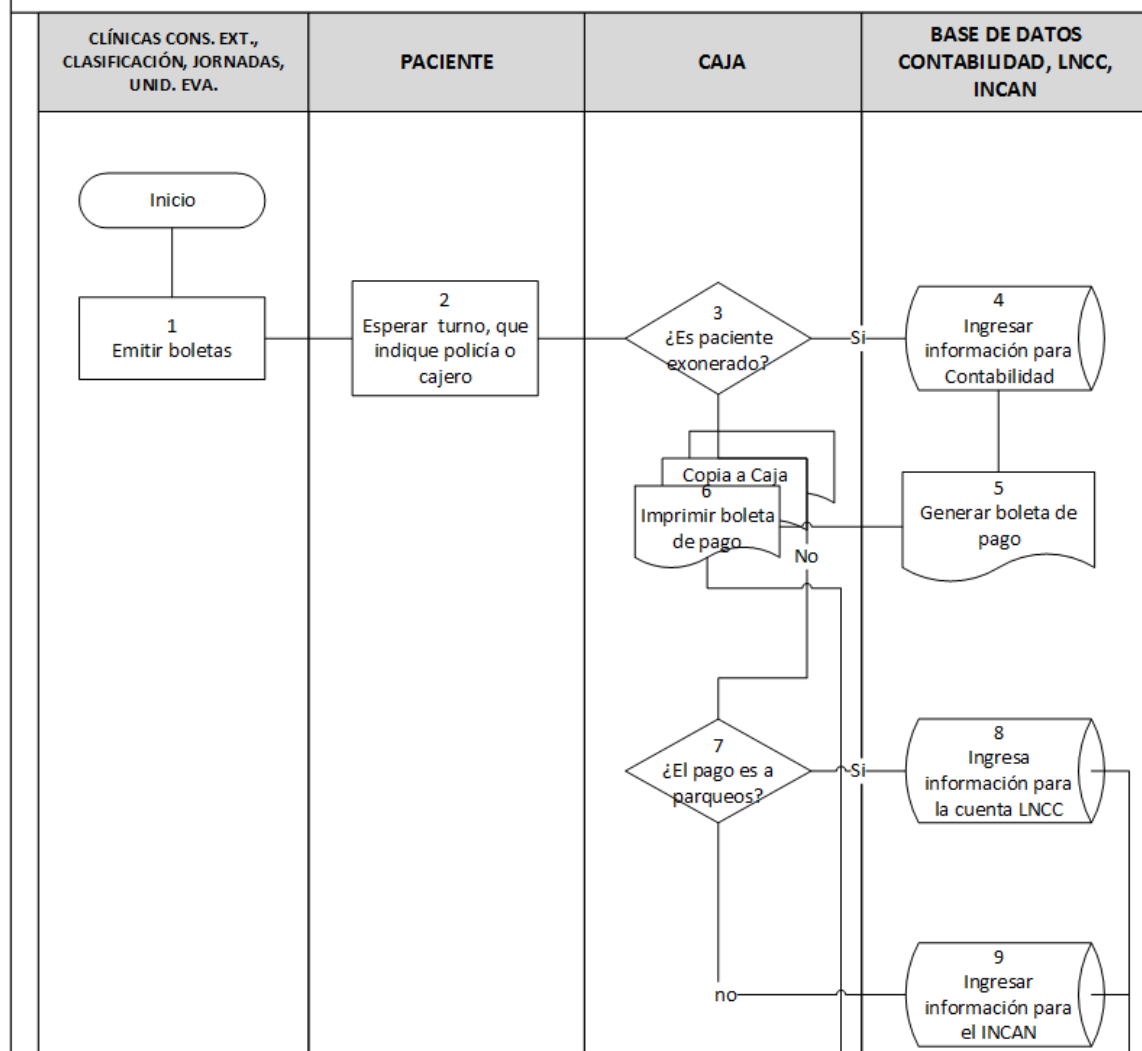 CLÍNICAS CONS. EXT.,
CLASIFICACIÓN, JORNADAS,
UNID. EVA.
PACIENTE
CAJA
BASE DE DATOS
CONTABILIDAD, LNCC,
INCAN
Inicio
1
Emitir boletas
2
Esperar turno, que
indique policía o
cajero
3
¿Es paciente
exonerado?
Si
4
Ingresar
información para
Contabilidad
Copia a Caja
6
Imprimir boleta
de pago
5
Generar boleta de
pago
No
7
¿El pago es a
parqueos?
Si
8
Ingresa
información para
la cuenta LNCC
no
9
Ingresar
información para
el INCAN